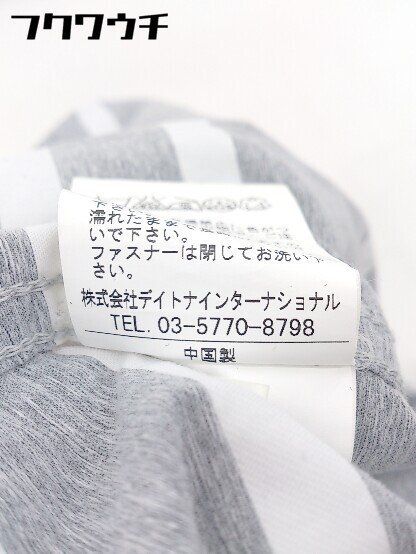 フクワウチ
濡れたまま
いで下さい。
ファスナーは閉じてお洗い下
さい。
株式会社デイトナインターナショナル
TEL. 03-5770-8798
中国製